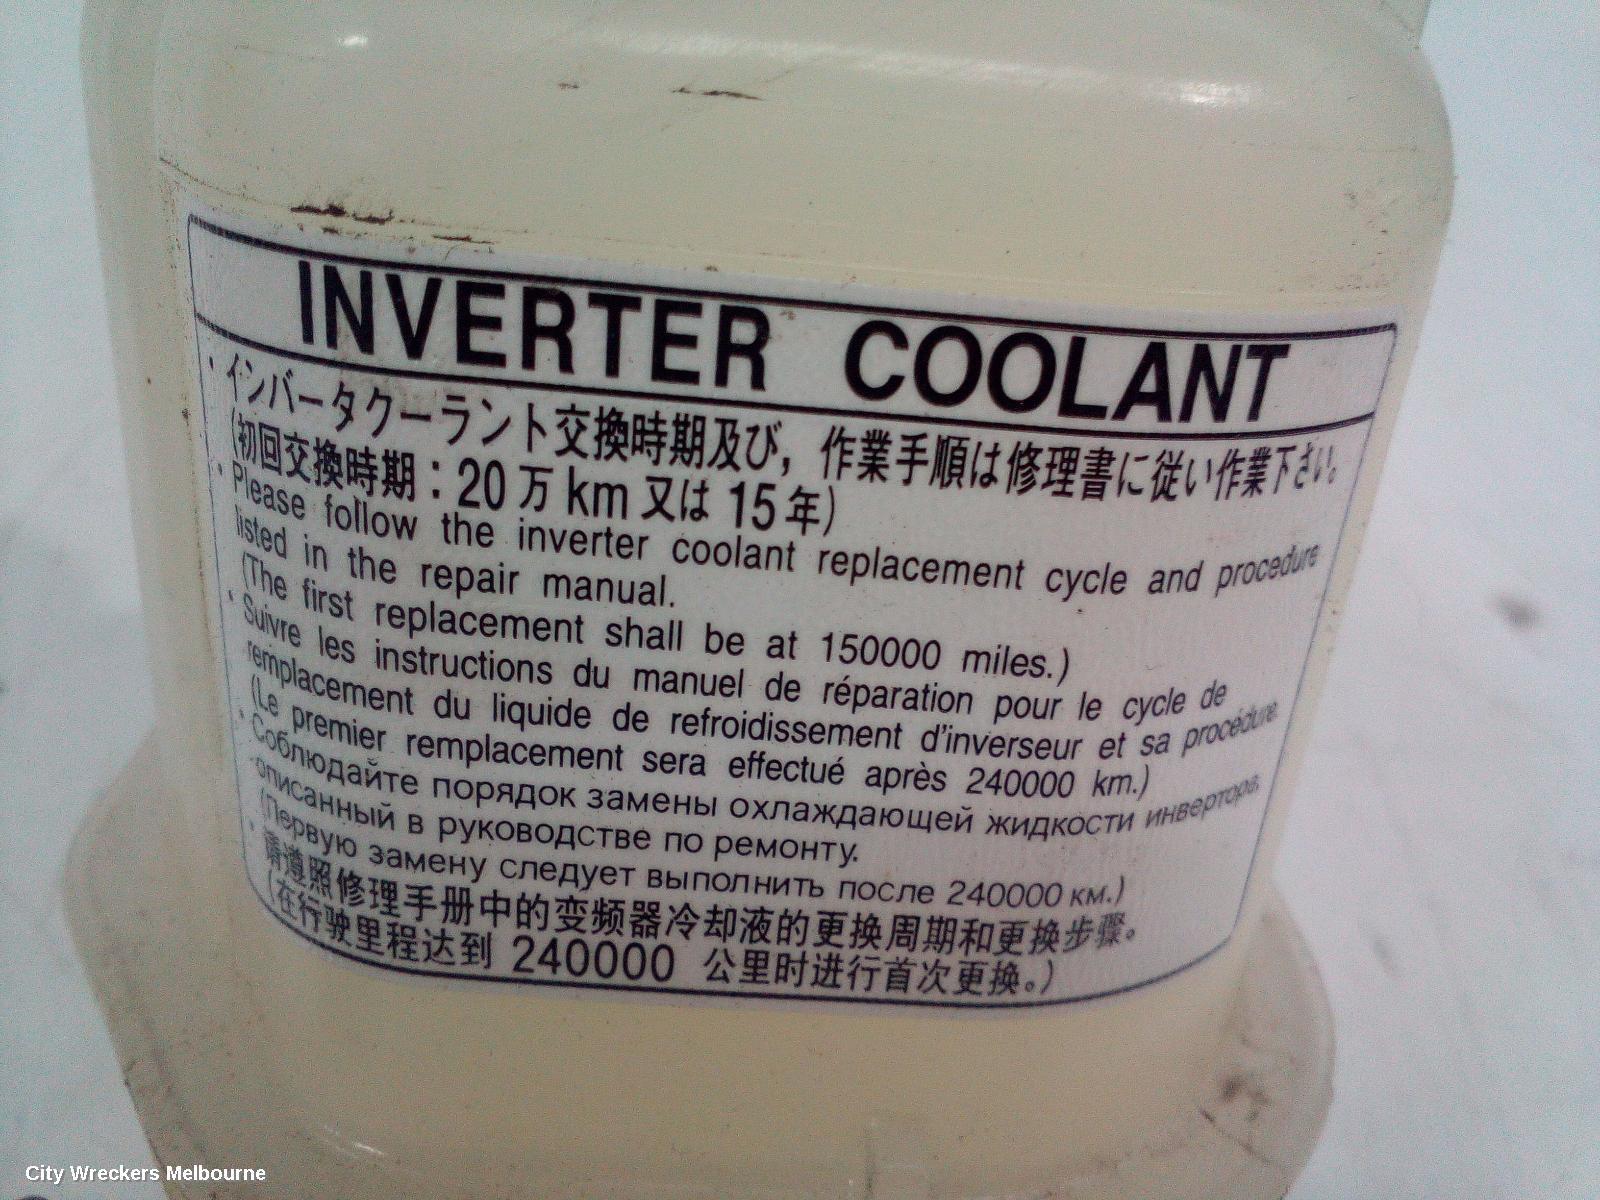 INVERTER COOLANT
・インバータクーラント交換時期及び，作業手順は修理書に従い作業下さい。
(初回交換時期：20万km又は15年)
・Please follow the inverter coolant replacement cycle and procedure
listed in the repair manual.
(The first replacement shall be at 150000 miles.)
・Suivre les instructions du manuel de réparation pour le cycle de
remplacement du liquide de refroidissement d'inverseur et sa procédure.
(Le premier remplacement sera effectué après 240000 km.)
・Соблюдайте порядок замены охлаждающей жидкости инвертора,
описанный в руководстве по ремонту.
(Первую замену следует выполнить после 240000 км.)
・請遵照修理手册中的变频器冷却液的更换周期和更换步骤。
(在行驶里程达到 240000 公里时进行首次更换。)
City Wreckers Melbourne